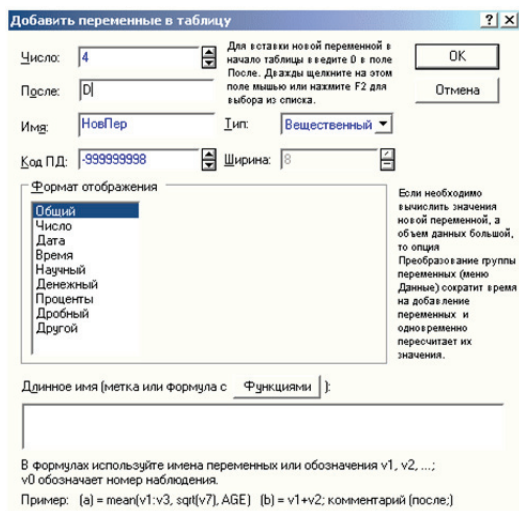 Добавить переменные в таблицу
Число: 4
После: D
Имя: НовПер Тип: Вещественный
Код ПД: -999999998 Ширина: 8
Для вставки новой переменной в
начало таблицы введите 0 в поле
После. Дважды щелкните на этом
поле мышью или нажмите F2 для
выбора из списка.
OK
Отмена
Формат отображения
Общий
Число
Дата
Время
Научный
Денежный
Проценты
Дробный
Другой
Если необходимо
вычислить значения
новой переменной, а
объем данных большой,
то опция
Преобразование группы
переменных (меню
Данные) сократит время
на добавление
переменных и
одновременно
пересчитает их
значения.
Длинное имя (метка или формула с Функциями ):
В формулах используйте имена переменных или обозначения v1, v2, ...;
v0 обозначает номер наблюдения.
Пример: (a) = mean(v1:v3, sqrt(v7), AGE) (b) = v1+v2; комментарий (после;)